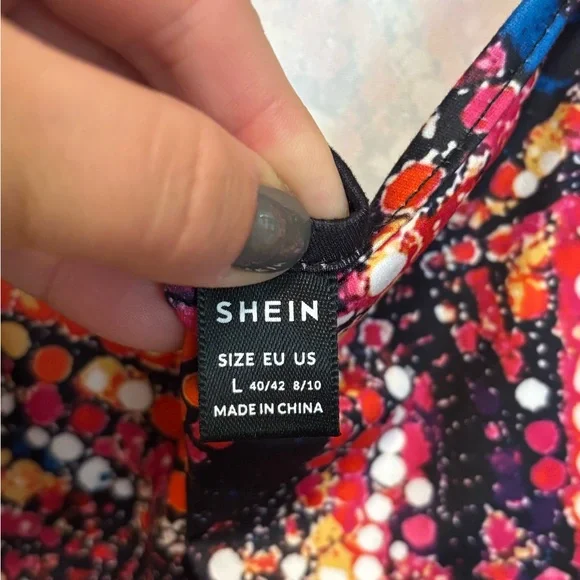 SHEIN
SIZE EU US
L 40/42 8/10
MADE IN CHINA